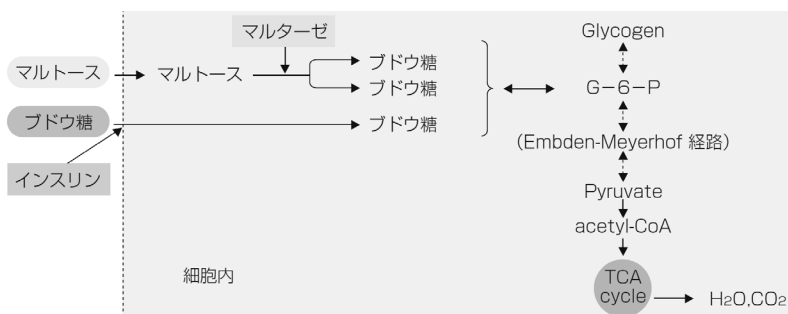 マルターゼ
マルトース
マルトース
ブドウ糖
ブドウ糖
ブドウ糖
ブドウ糖
インスリン
細胞内
Glycogen
G−6−P
(Embden-Meyerhof 経路)
Pyruvate
acetyl-CoA
TCA
cycle
H2O,CO2